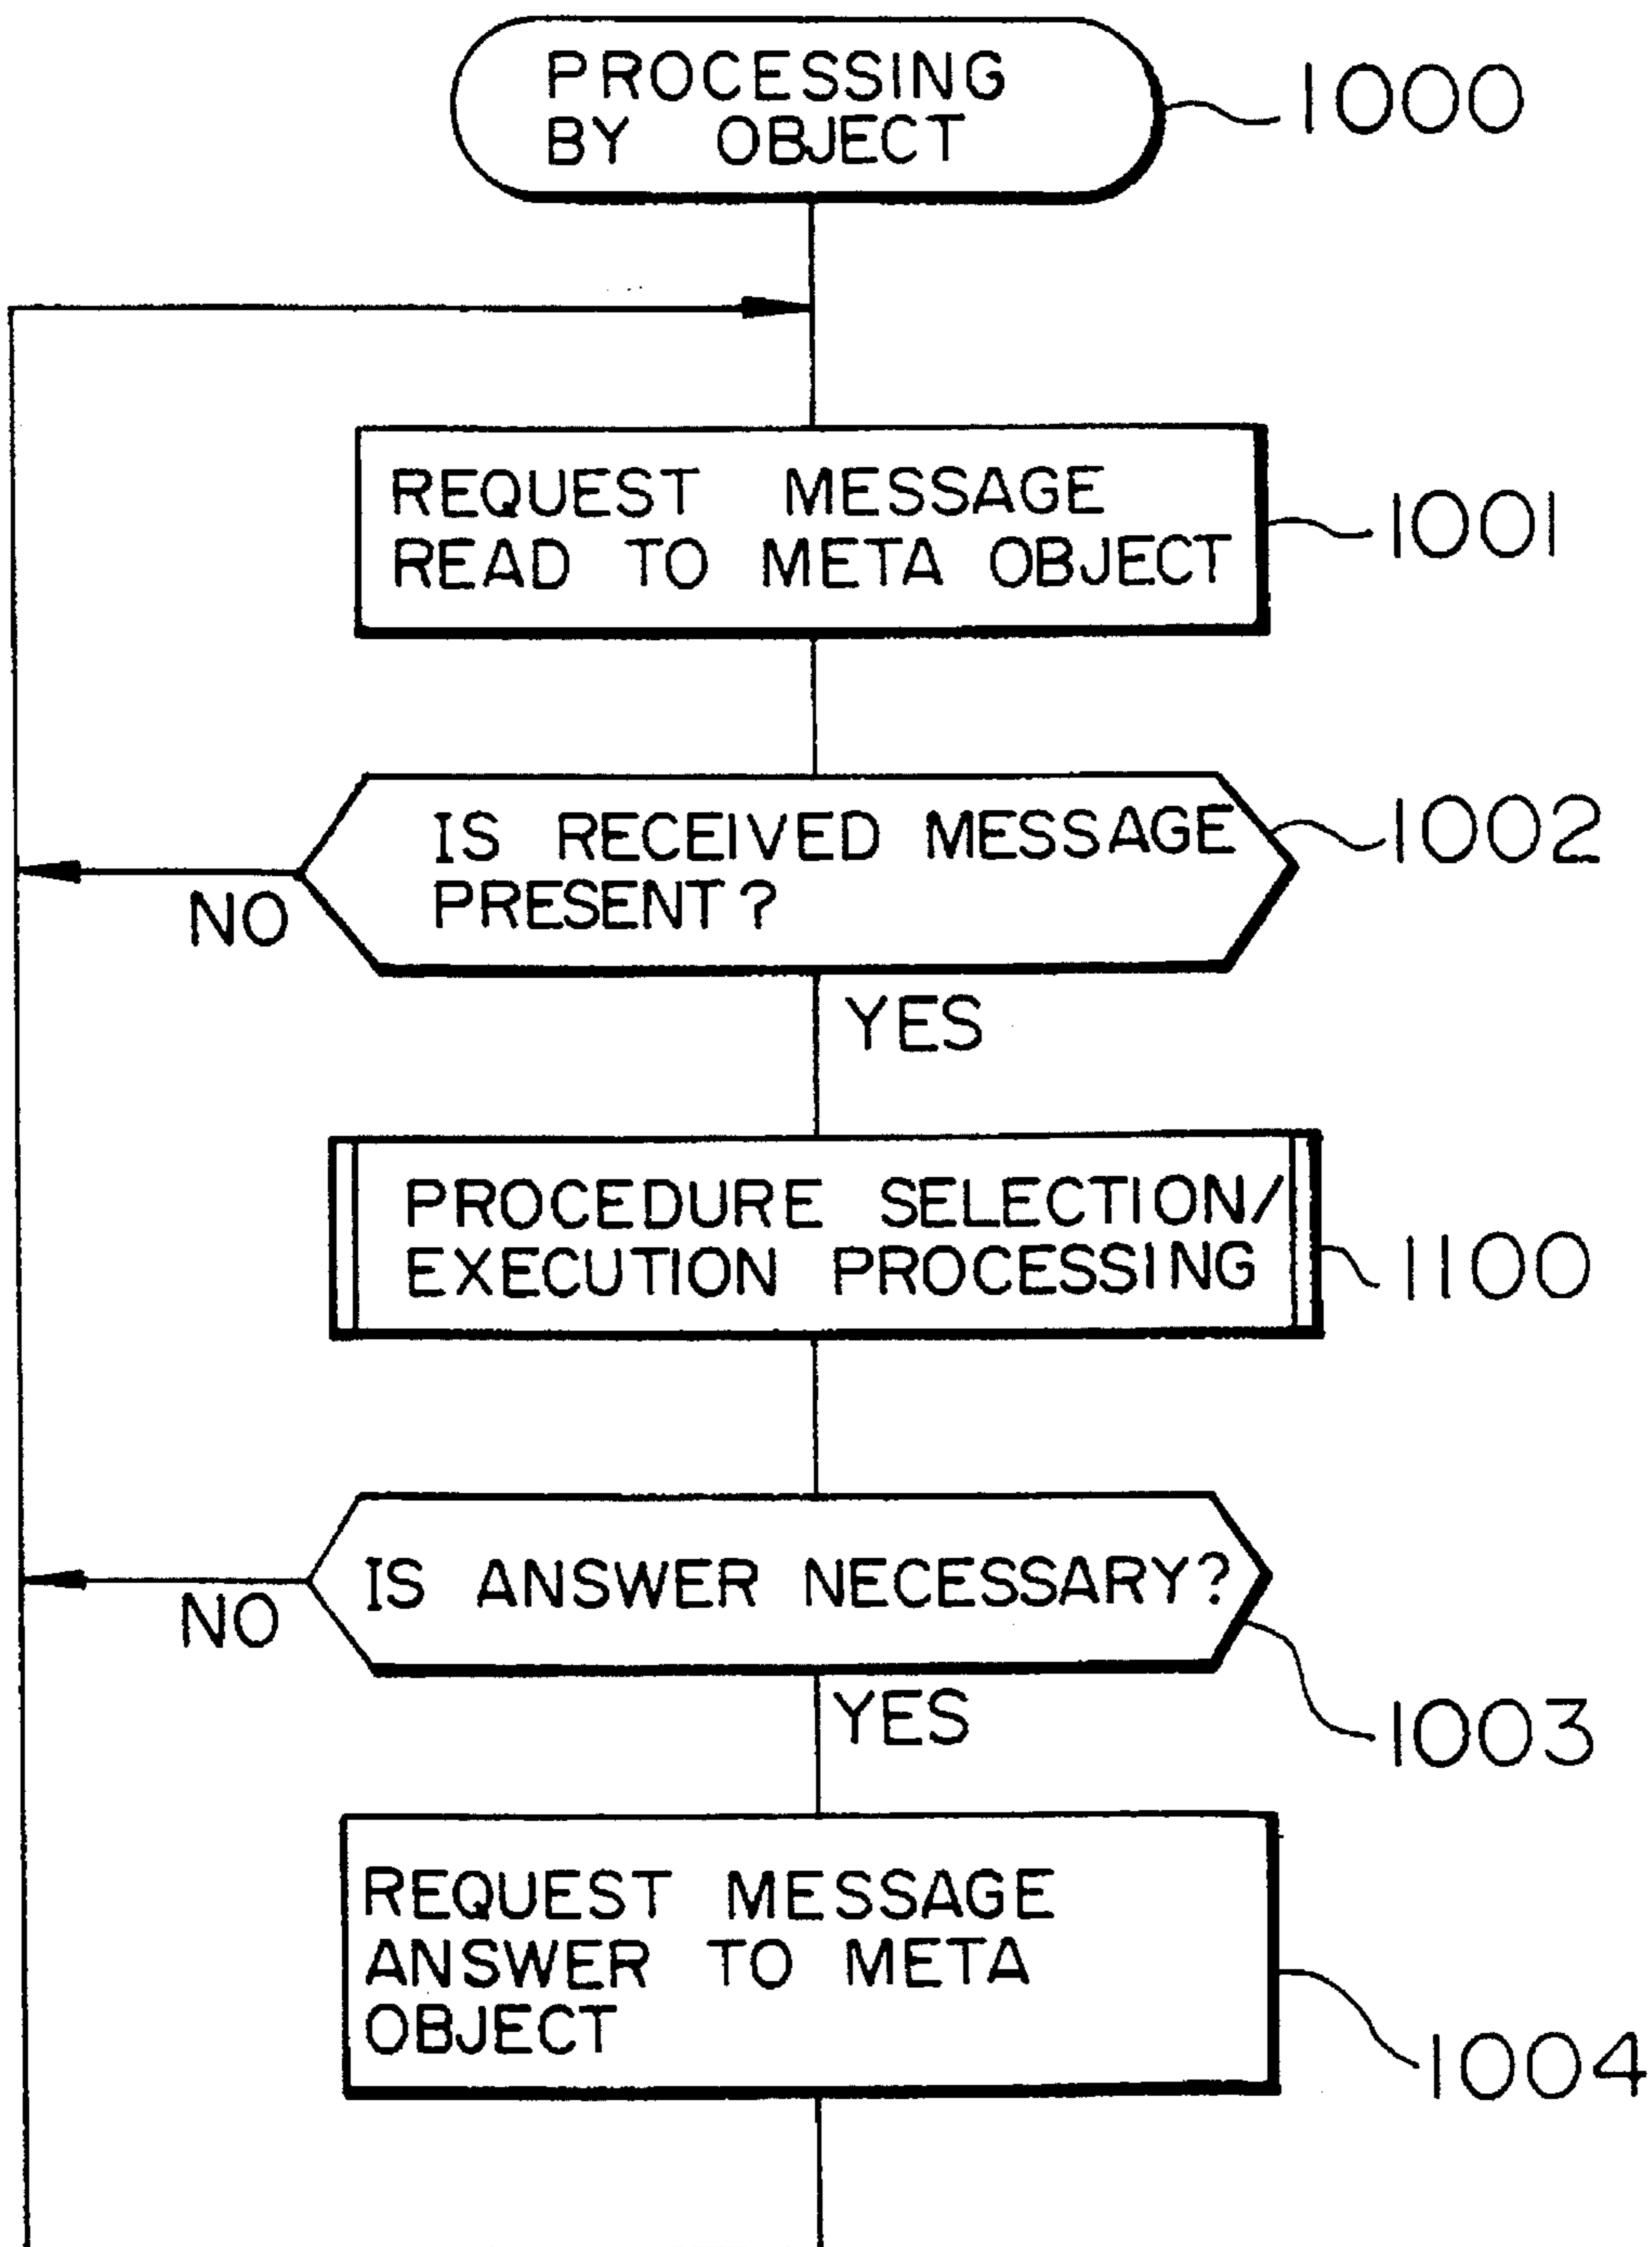 PROCESSING
BY OBJECT
1000
REQUEST MESSAGE
READ TO META OBJECT
1001
IS RECEIVED MESSAGE
PRESENT?
1002
NO
YES
PROCEDURE SELECTION/
EXECUTION PROCESSING
1100
IS ANSWER NECESSARY?
NO
YES
1003
REQUEST MESSAGE
ANSWER TO META
OBJECT
1004